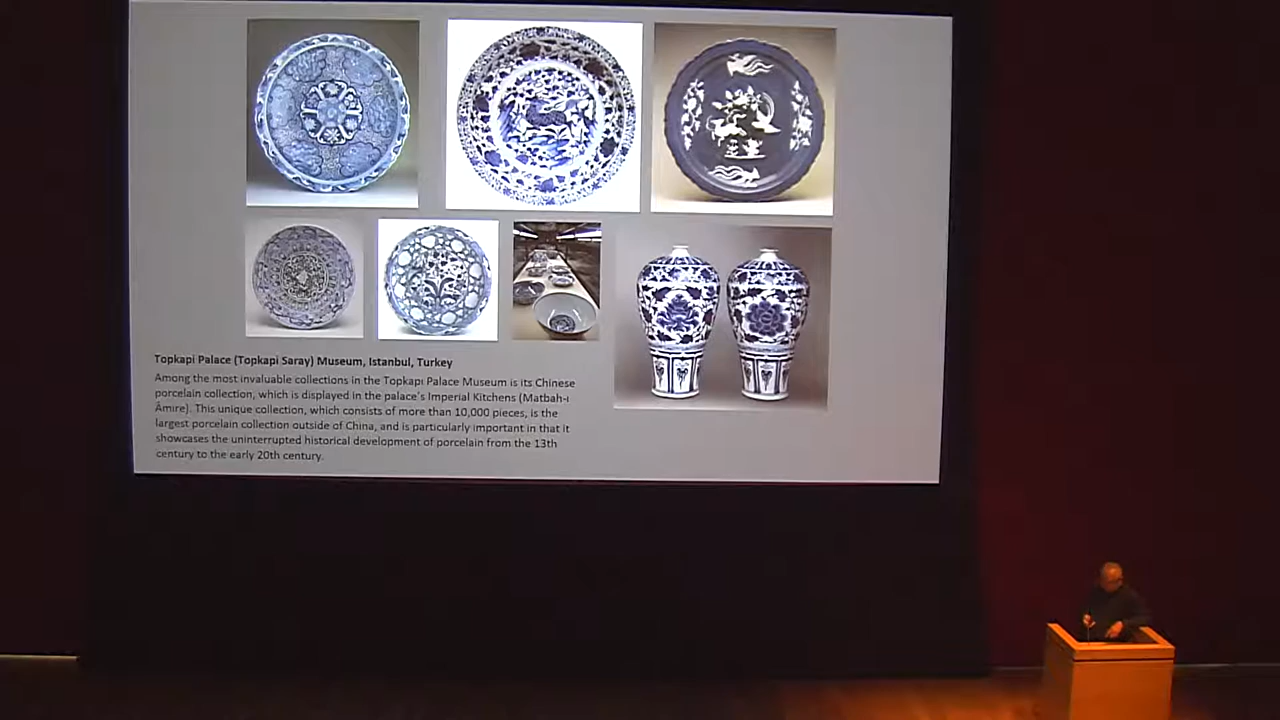 Topkapi Palace (Topkapi Saray) Museum, Istanbul, Turkey
Among the most invaluable collections in the Topkapı Palace Museum is its Chinese
porcelain collection, which is displayed in the palace's Imperial Kitchens (Matbah-ı
Âmire). This unique collection, which consists of more than 10,000 pieces, is the
largest porcelain collection outside of China, and is particularly important in that it
showcases the uninterrupted historical development of porcelain from the 13th
century to the early 20th century.